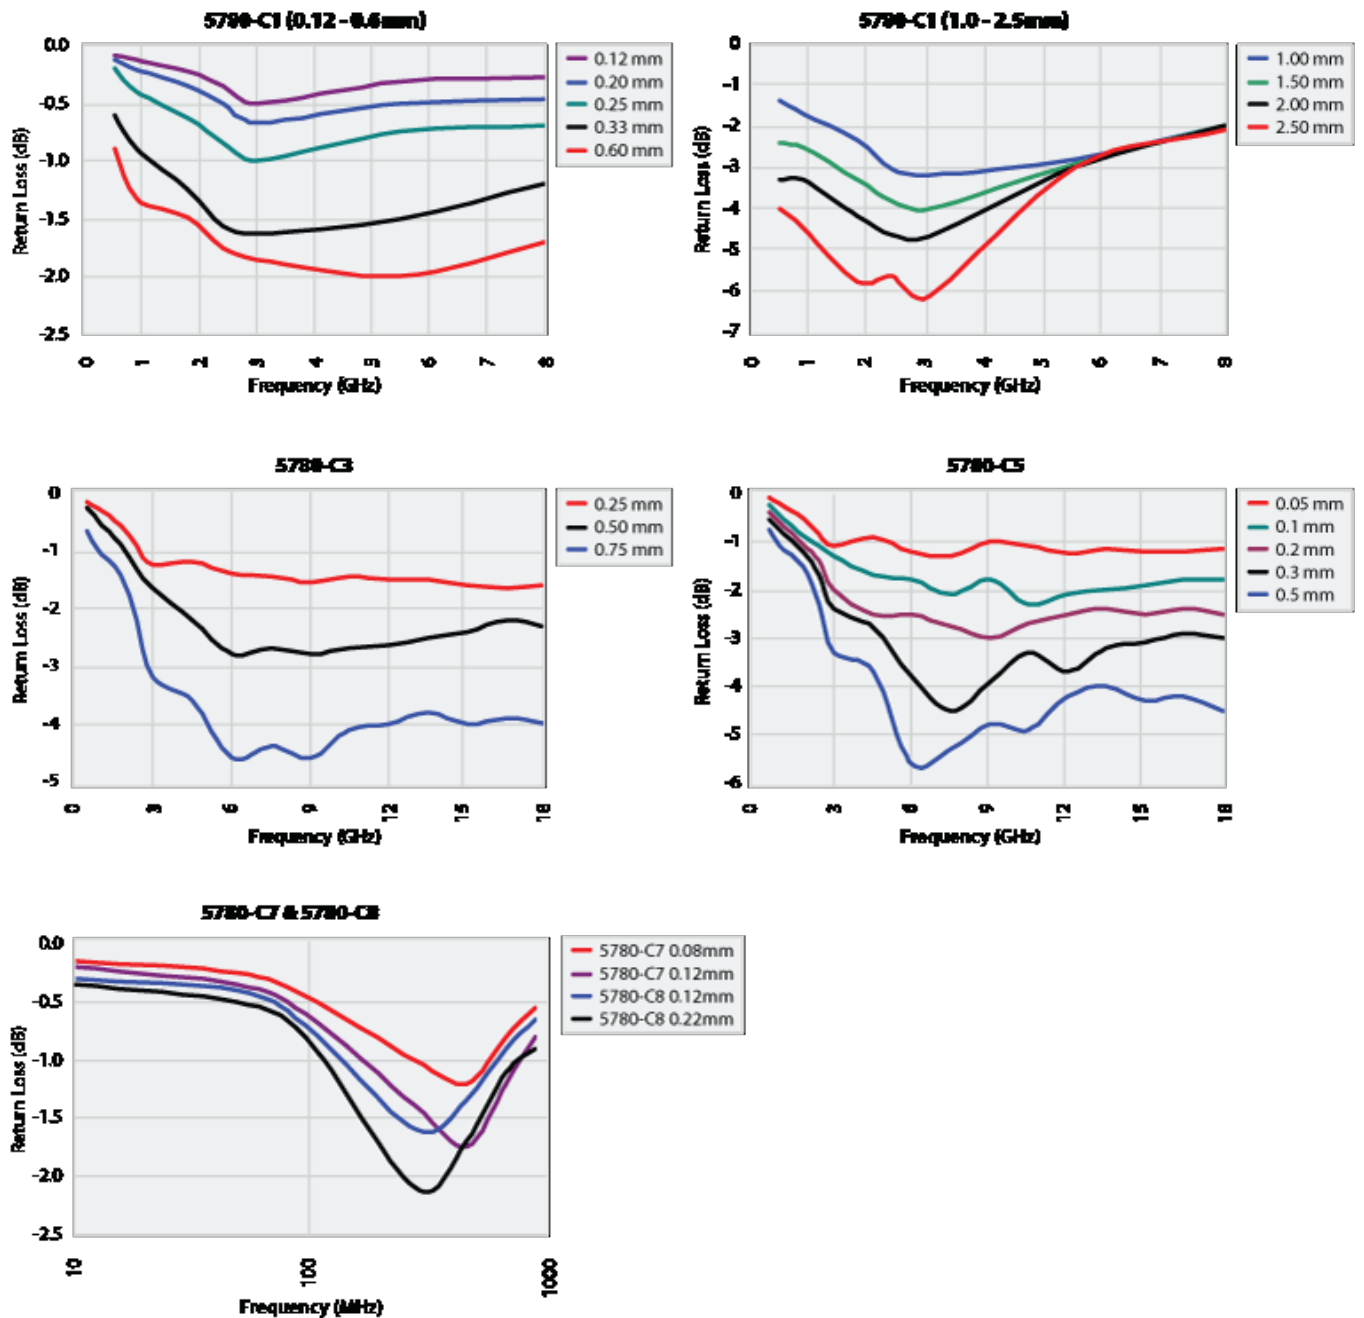 5780-C1 (0.12 - 0.6mm)
0.0
-0.5
-1.0
-1.5
-2.0
-2.5
Return Loss (dB)
0 1 2 3 4 5 6 7 8
Frequency (GHz)
0.12 mm
0.20 mm
0.25 mm
0.33 mm
0.60 mm
5780-C1 (1.0 - 2.5mm)
0
-1
-2
-3
-4
-5
-6
-7
Return Loss (dB)
0 1 2 3 4 5 6 7 8
Frequency (GHz)
1.00 mm
1.50 mm
2.00 mm
2.50 mm
5780-C3
0
-1
-2
-3
-4
-5
Return Loss (dB)
0 3 6 9 12 15 18
Frequency (GHz)
0.25 mm
0.50 mm
0.75 mm
5780-C5
0
-1
-2
-3
-4
-5
-6
Return Loss (dB)
0 3 6 9 12 15 18
Frequency (GHz)
0.05 mm
0.1 mm
0.2 mm
0.3 mm
0.5 mm
5780-C7 & 5780-C8
0.0
-0.5
-1.0
-1.5
-2.0
-2.5
Return Loss (dB)
10 100 1000
Frequency (MHz)
5780-C7 0.08mm
5780-C7 0.12mm
5780-C8 0.12mm
5780-C8 0.22mm